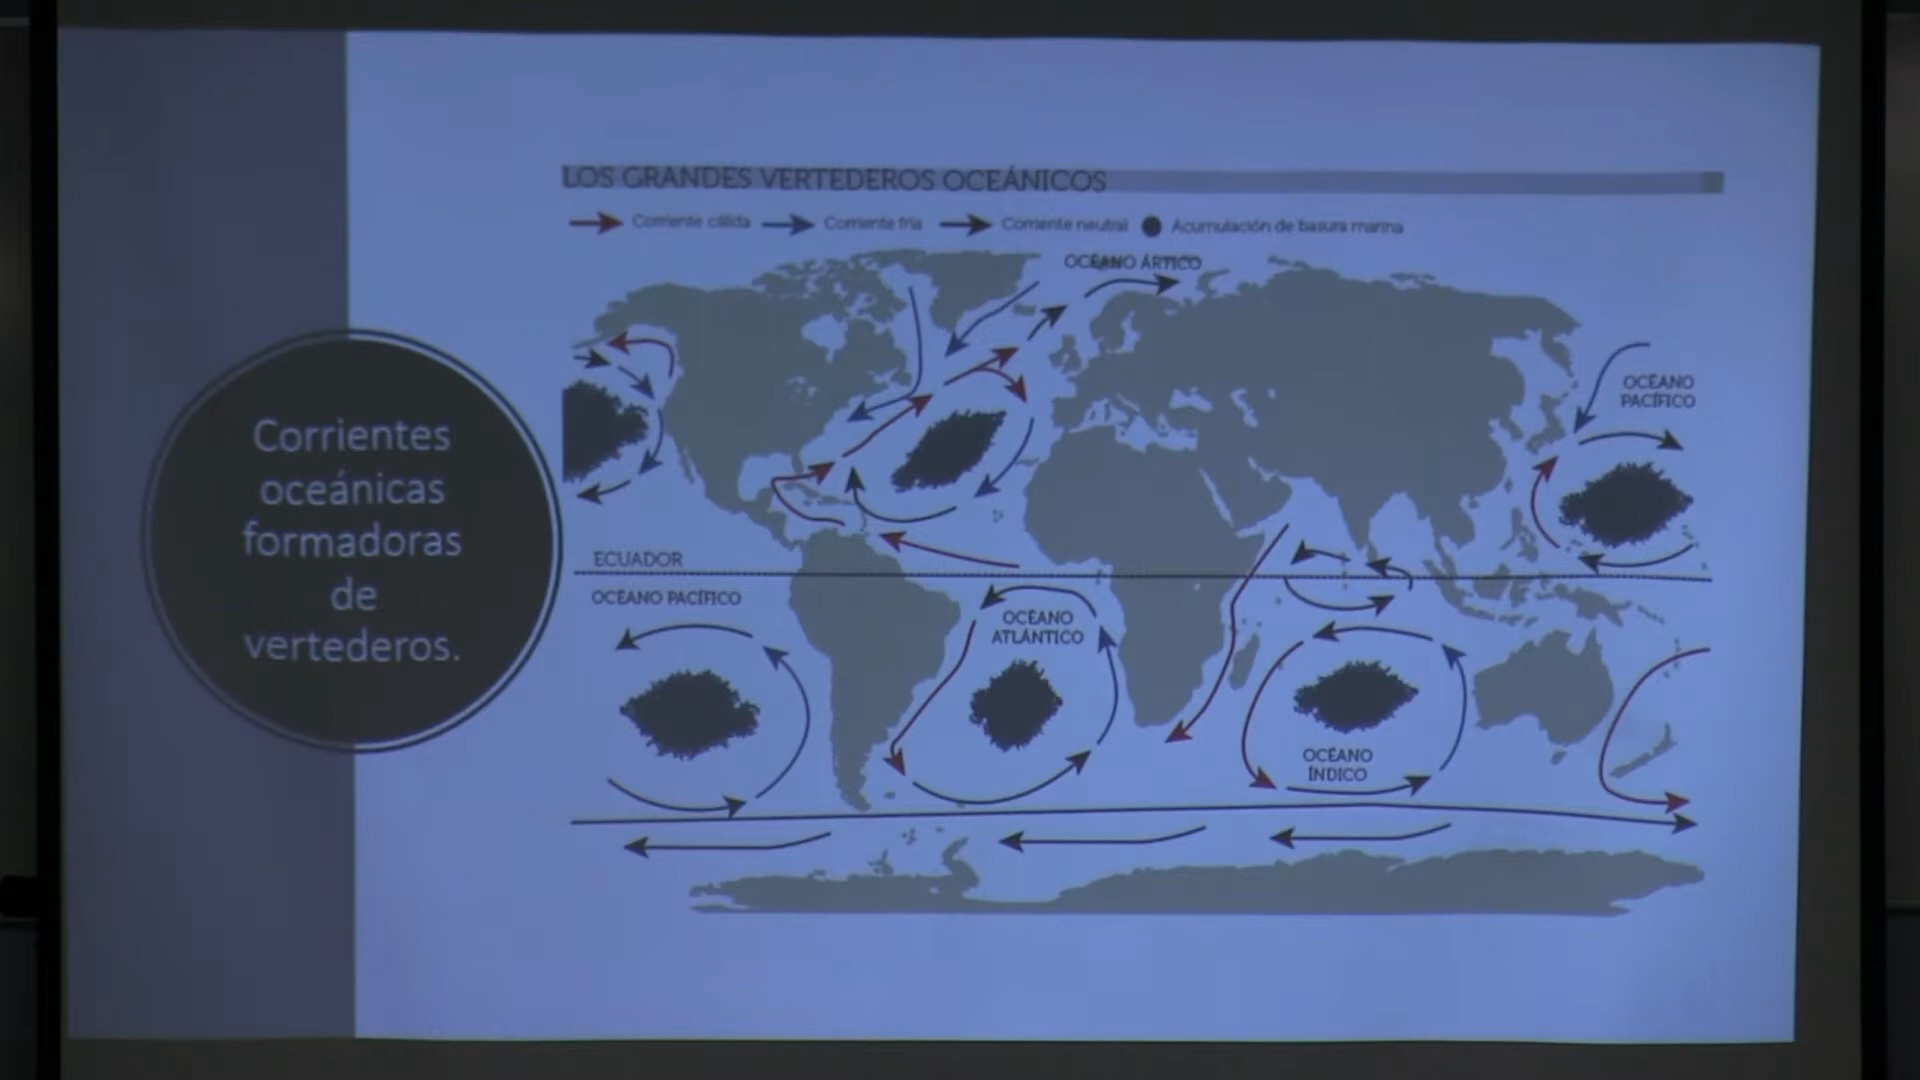 Corrientes
oceánicas
formadoras
de
vertederos.
LOS GRANDES VERTEDEROS OCEÁNICOS
Corriente cálida
Corriente fría
Corriente neutral
Acumulación de basura marina
OCÉANO ÁRTICO
OCÉANO
PACÍFICO
ECUADOR
OCÉANO PACÍFICO
OCÉANO
ATLÁNTICO
OCÉANO
ÍNDICO